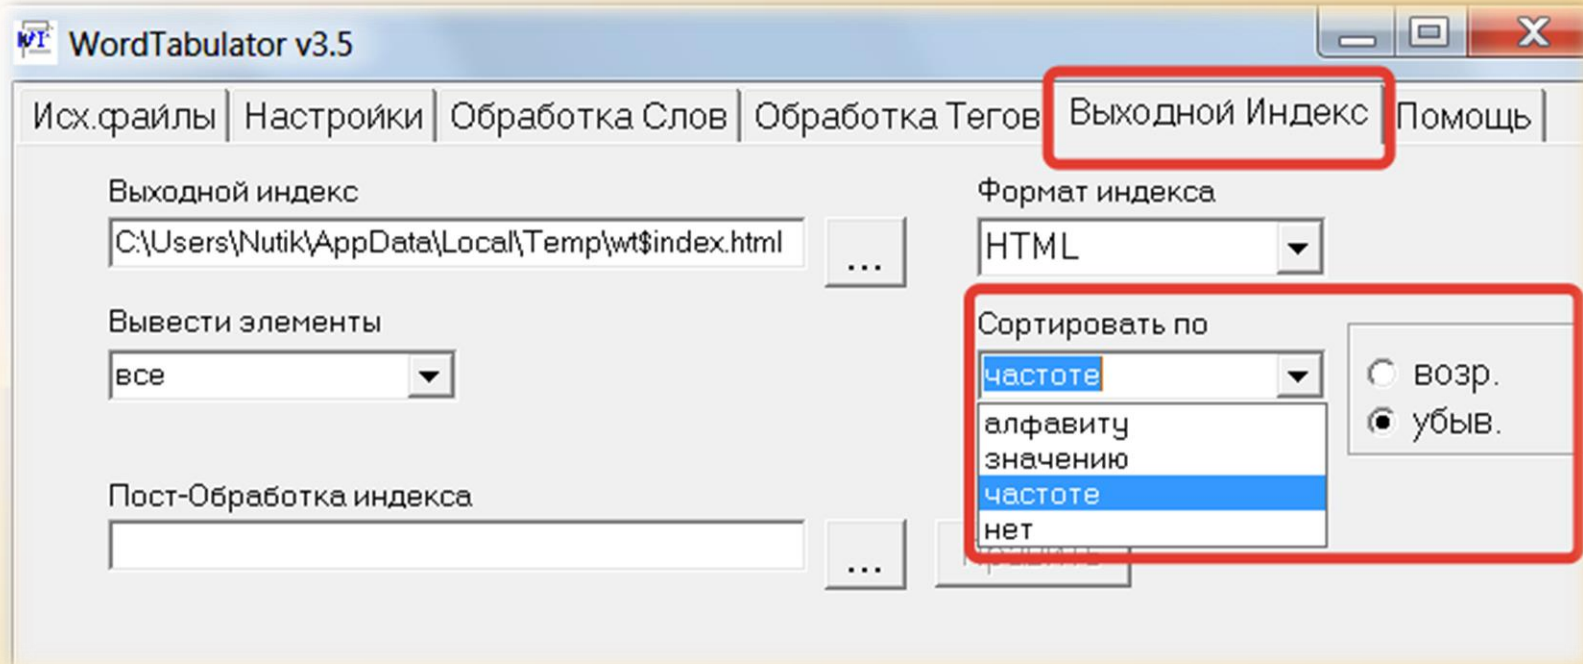 WordTabulator v3.5
Исх.файлы Настройки Обработка Слов Обработка Тегов Выходной Индекс Помощь
Выходной индекс
Формат индекса
C:\Users\Nutik\AppData\Local\Temp\wt$index.html
...
HTML
Вывести элементы
Сортировать по
все
частоте
возр.
убыв.
алфавиту
значению
частоте
нет
Пост-Обработка индекса
...